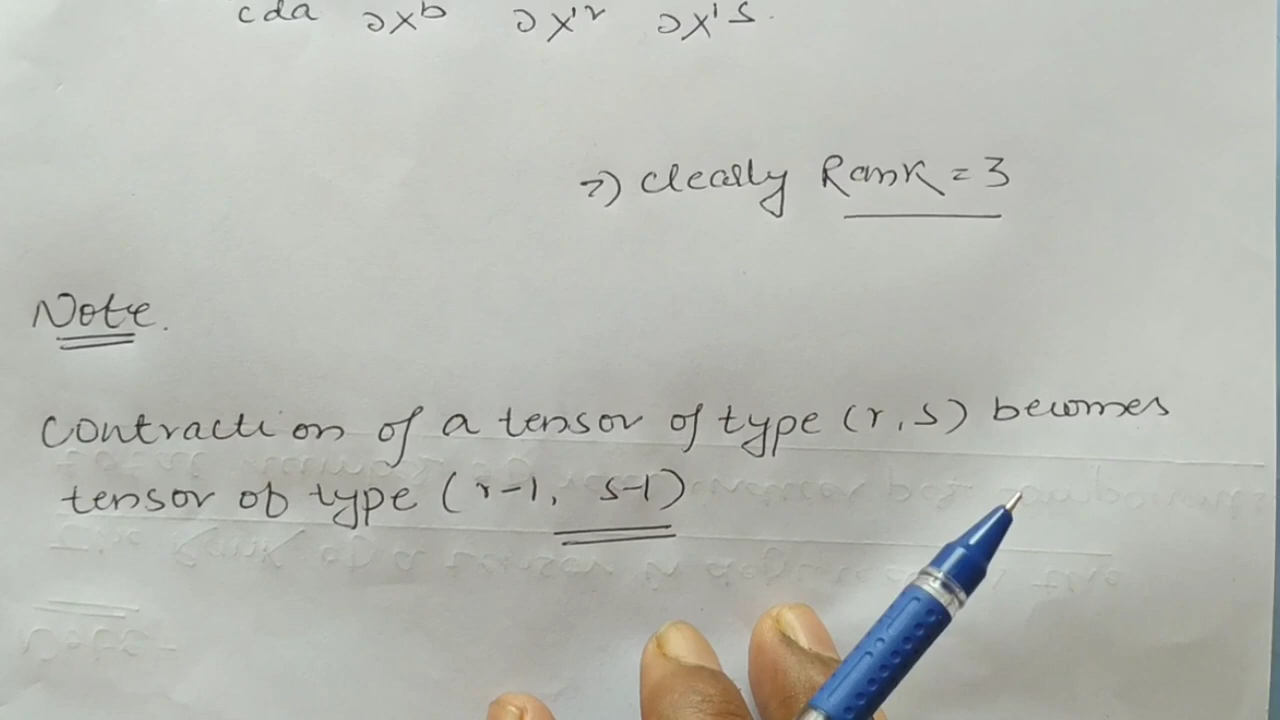 cda ∂x^b ∂x'^r ∂x'^s.
=> clearly Rank = 3
Note.
Contraction of a tensor of type (r, s) becomes
tensor of type (r-1, s-1)